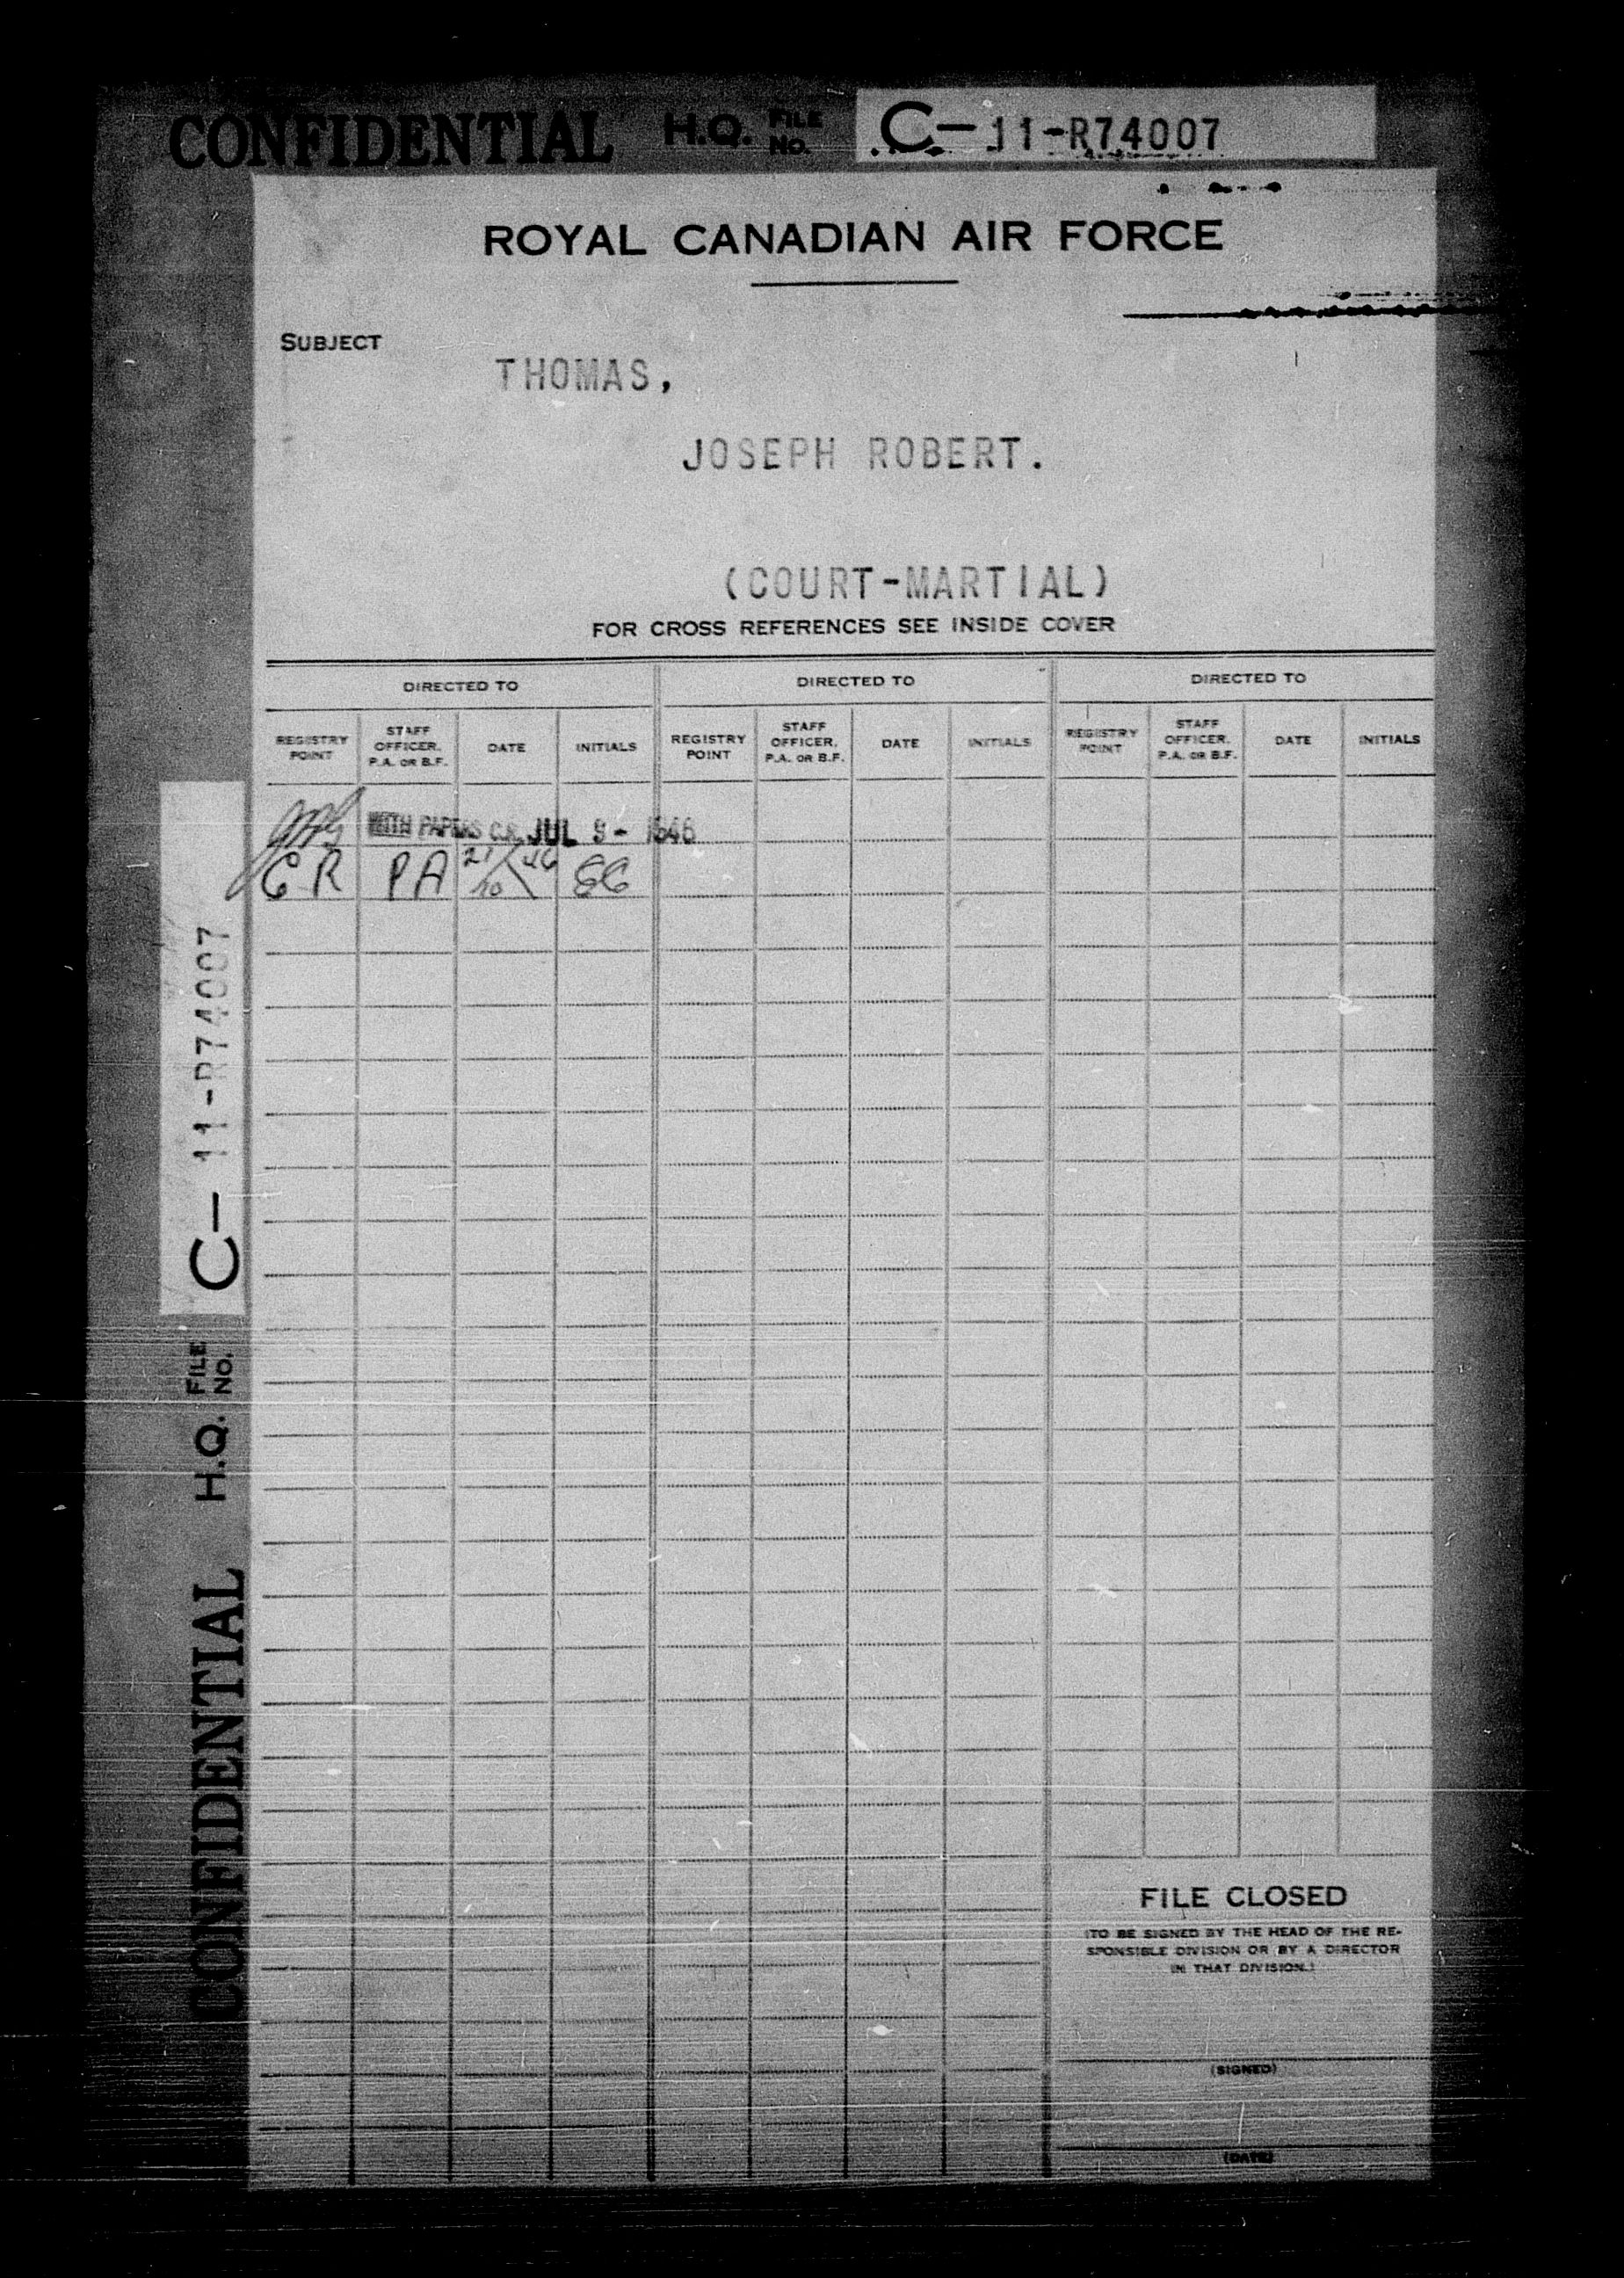 CONFIDENTIAL H.Q. FILE NO. C- 11-R74007
ROYAL CANADIAN AIR FORCE
SUBJECT
THOMAS,
JOSEPH ROBERT.
(COURT-MARTIAL)
FOR CROSS REFERENCES SEE INSIDE COVER
DIRECTED TO DIRECTED TO DIRECTED TO
REGISTRY POINT STAFF OFFICER, P.A. OR B.F. DATE INITIALS REGISTRY POINT STAFF OFFICER, P.A. OR B.F. DATE INITIALS REGISTRY POINT STAFF OFFICER, P.A. OR B.F. DATE INITIALS
WITH PAPERS C.R. JUL 9 - 1946
CR PA 21/10/46
FILE CLOSED
(TO BE SIGNED BY THE HEAD OF THE RE-
SPONSIBLE DIVISION OR BY A DIRECTOR
IN THAT DIVISION.)
(SIGNED)
(DATE)
CONFIDENTIAL H.Q. FILE NO. C- 11-R74007